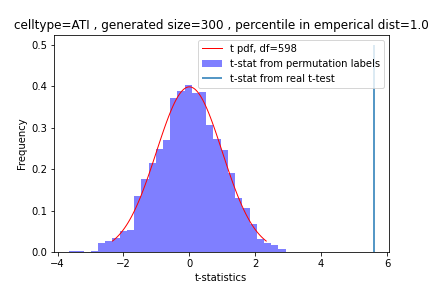 celltype=ATI , generated size=300 , percentile in emperical dist=1.0
t pdf, df=598
t-stat from permutation labels
t-stat from real t-test
0.5
0.4
0.3
0.2
0.1
0.0
Frequency
−4
−2
0
2
4
6
t-statistics